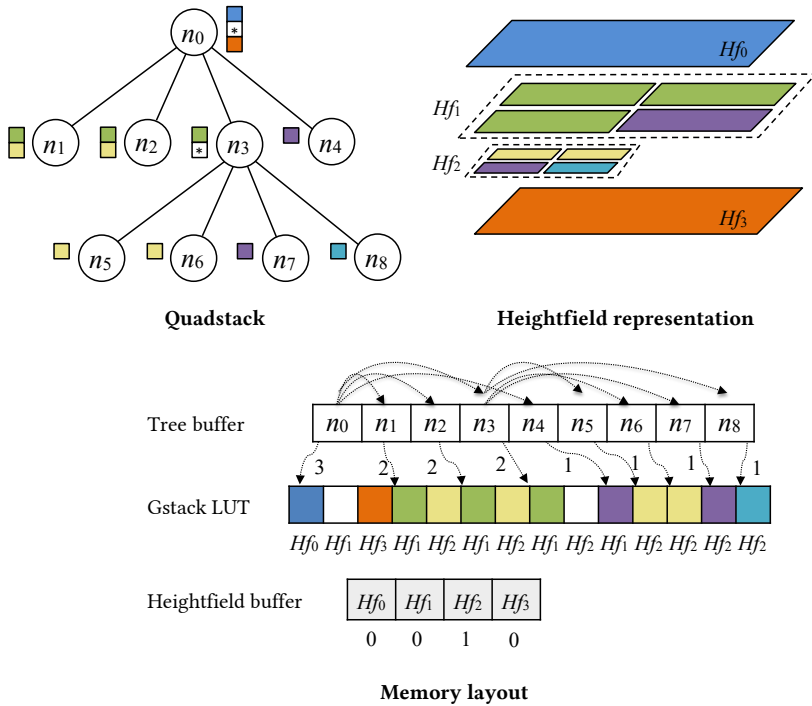 n0 *
Hf0
n1 n2 n3 * n4
Hf1
Hf2
n5 n6 n7 n8
Hf3
Quadstack Heightfield representation
Tree buffer n0 n1 n2 n3 n4 n5 n6 n7 n8
3 2 2 2 1 1 1 1 1
Gstack LUT
Hf0 Hf1 Hf3 Hf1 Hf2 Hf1 Hf2 Hf1 Hf2 Hf1 Hf2 Hf2 Hf2 Hf2
Heightfield buffer Hf0 Hf1 Hf2 Hf3
0 0 1 0
Memory layout